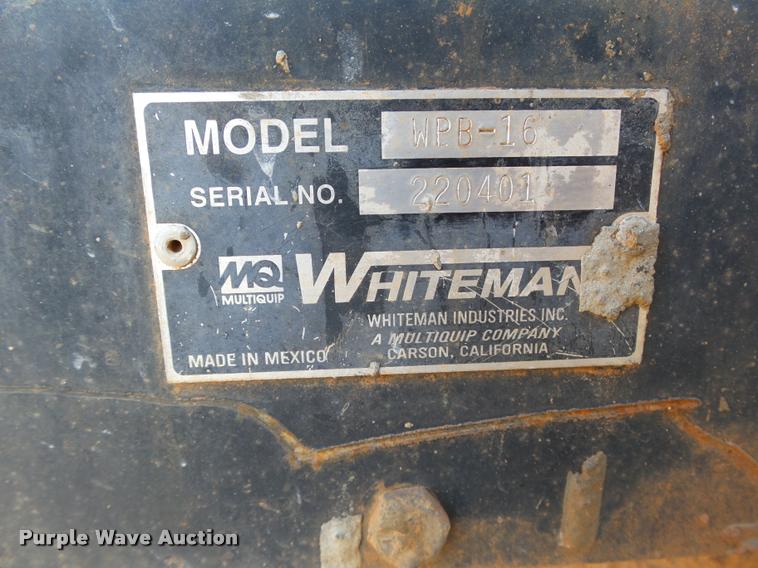 MODEL WPB-16
SERIAL NO. 220401
MQ WHITEMAN
MULTIQUIP
WHITEMAN INDUSTRIES INC.
A MULTIQUIP COMPANY
CARSON, CALIFORNIA
MADE IN MEXICO
Purple Wave Auction